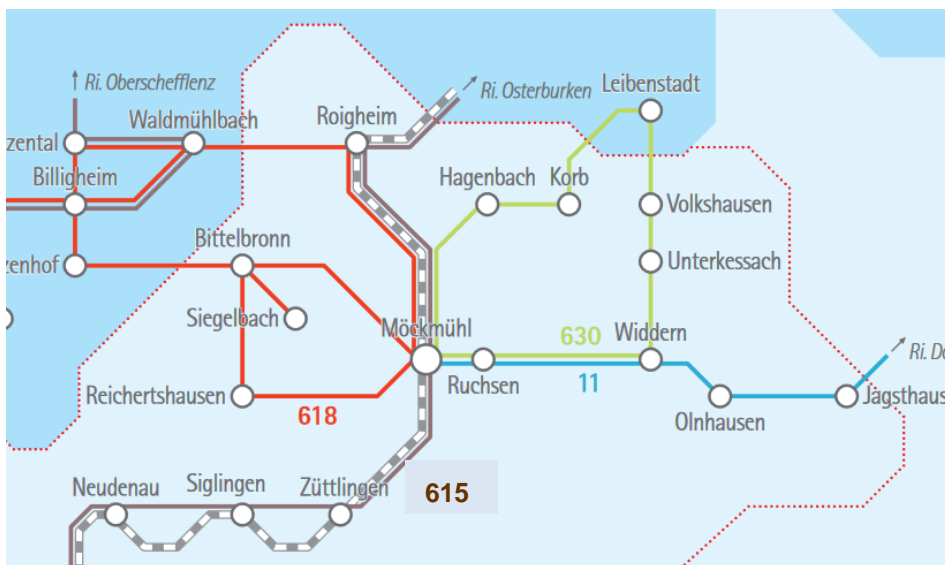 Ri. Oberschefflenz
Ri. Osterburken
Leibenstadt
Waldmühlbach
Roigheim
zental
Billigheim
Hagenbach
Korb
Volkshausen
Bittelbronn
Unterkessach
zenhof
Siegelbach
Möckmühl
630
Widdern
Ri. Do
Ruchsen
11
Reichertshausen
618
Olnhausen
Jagsthaus
Neudenau
Siglingen
Züttlingen
615